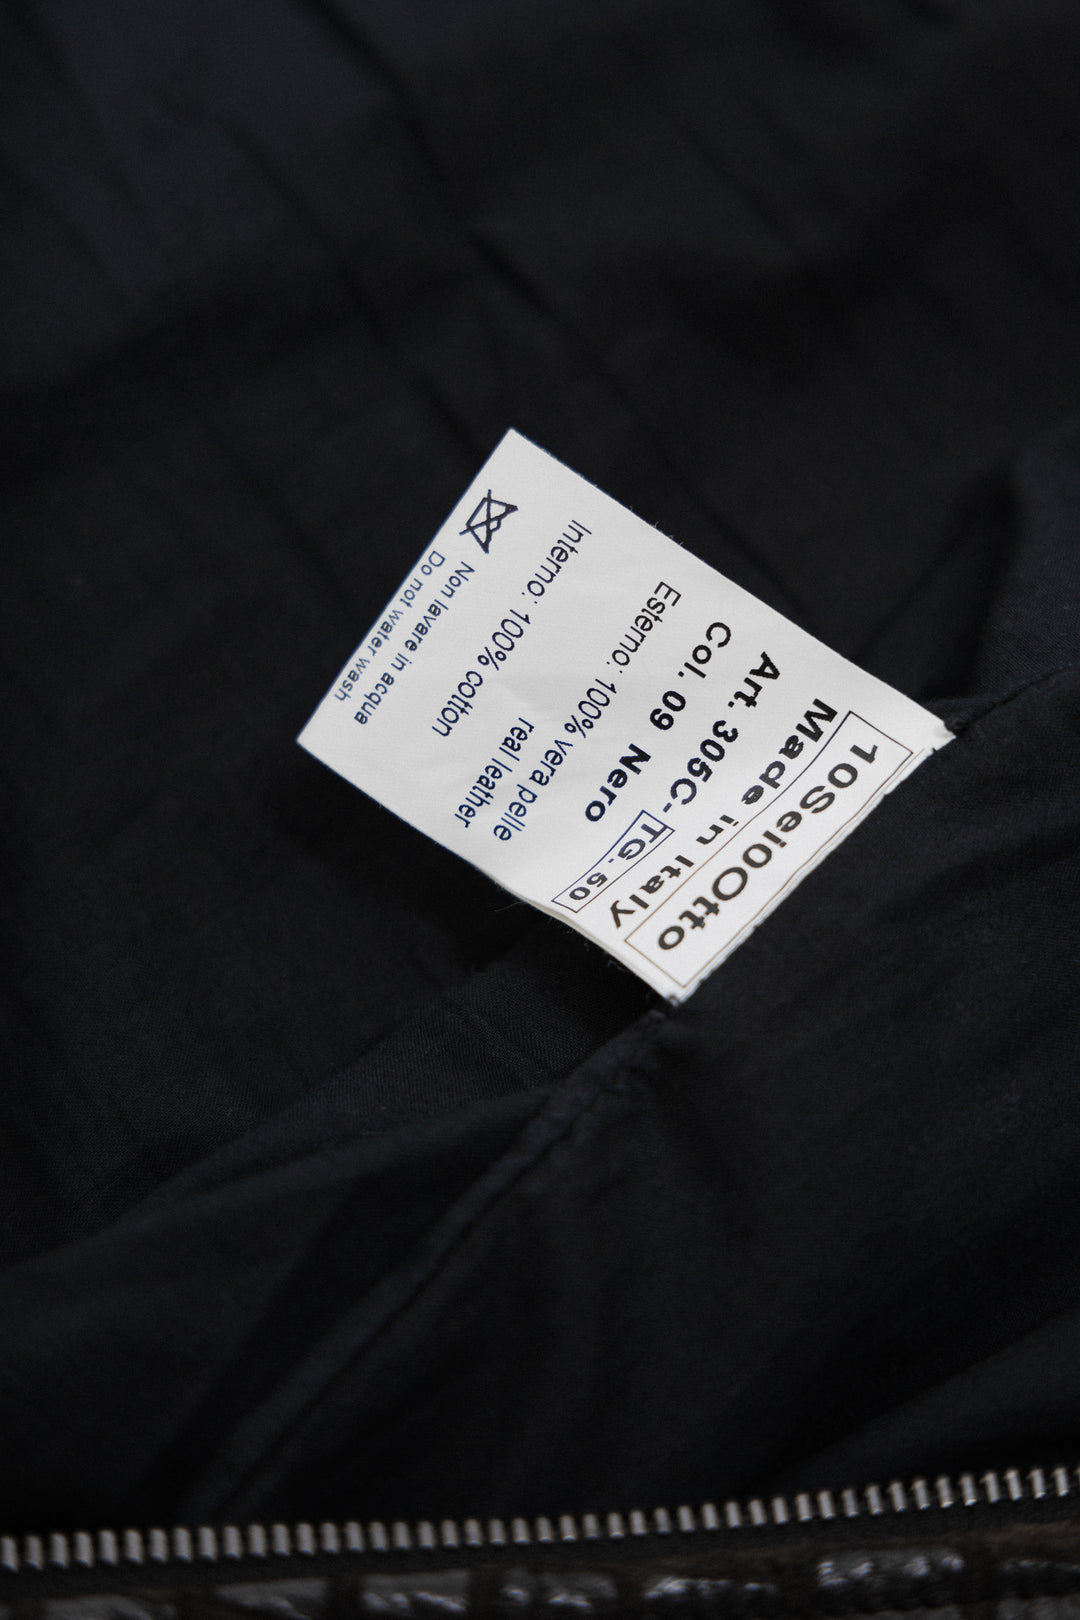 10Sei0Otto
Made in Italy
Art. 305C- TG. 50
Col. 09 Nero
Esterno: 100% vera pelle
real leather
Interno: 100% cotton
Non lavare in acqua
Do not water wash